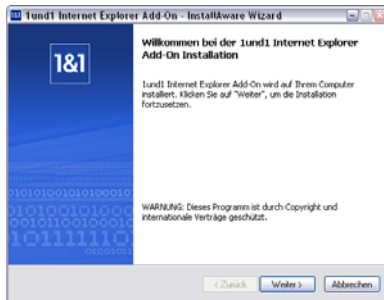 1und1 Internet Explorer Add-On - InstallAware Wizard
1&1
Willkommen bei der 1und1 Internet Explorer
Add-On Installation
1und1 Internet Explorer Add-On wird auf Ihrem Computer
installiert. Klicken Sie auf "Weiter", um die Installation
fortzusetzen.
WARNUNG: Dieses Programm ist durch Copyright und
internationale Verträge geschützt.
< Zurück
Weiter >
Abbrechen